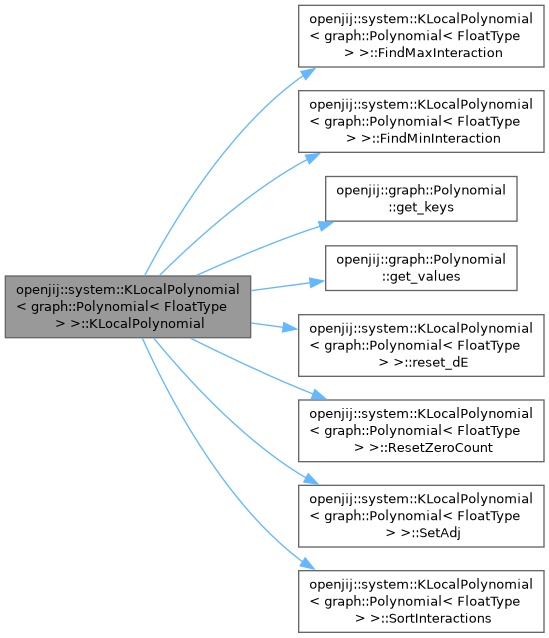 openjij::system::KLocalPolynomial
< graph::Polynomial< FloatType
> >::FindMaxInteraction
openjij::system::KLocalPolynomial
< graph::Polynomial< FloatType
> >::FindMinInteraction
openjij::graph::Polynomial
::get_keys
openjij::graph::Polynomial
::get_values
openjij::system::KLocalPolynomial
< graph::Polynomial< FloatType
> >::KLocalPolynomial
openjij::system::KLocalPolynomial
< graph::Polynomial< FloatType
> >::reset_dE
openjij::system::KLocalPolynomial
< graph::Polynomial< FloatType
> >::ResetZeroCount
openjij::system::KLocalPolynomial
< graph::Polynomial< FloatType
> >::SetAdj
openjij::system::KLocalPolynomial
< graph::Polynomial< FloatType
> >::SortInteractions